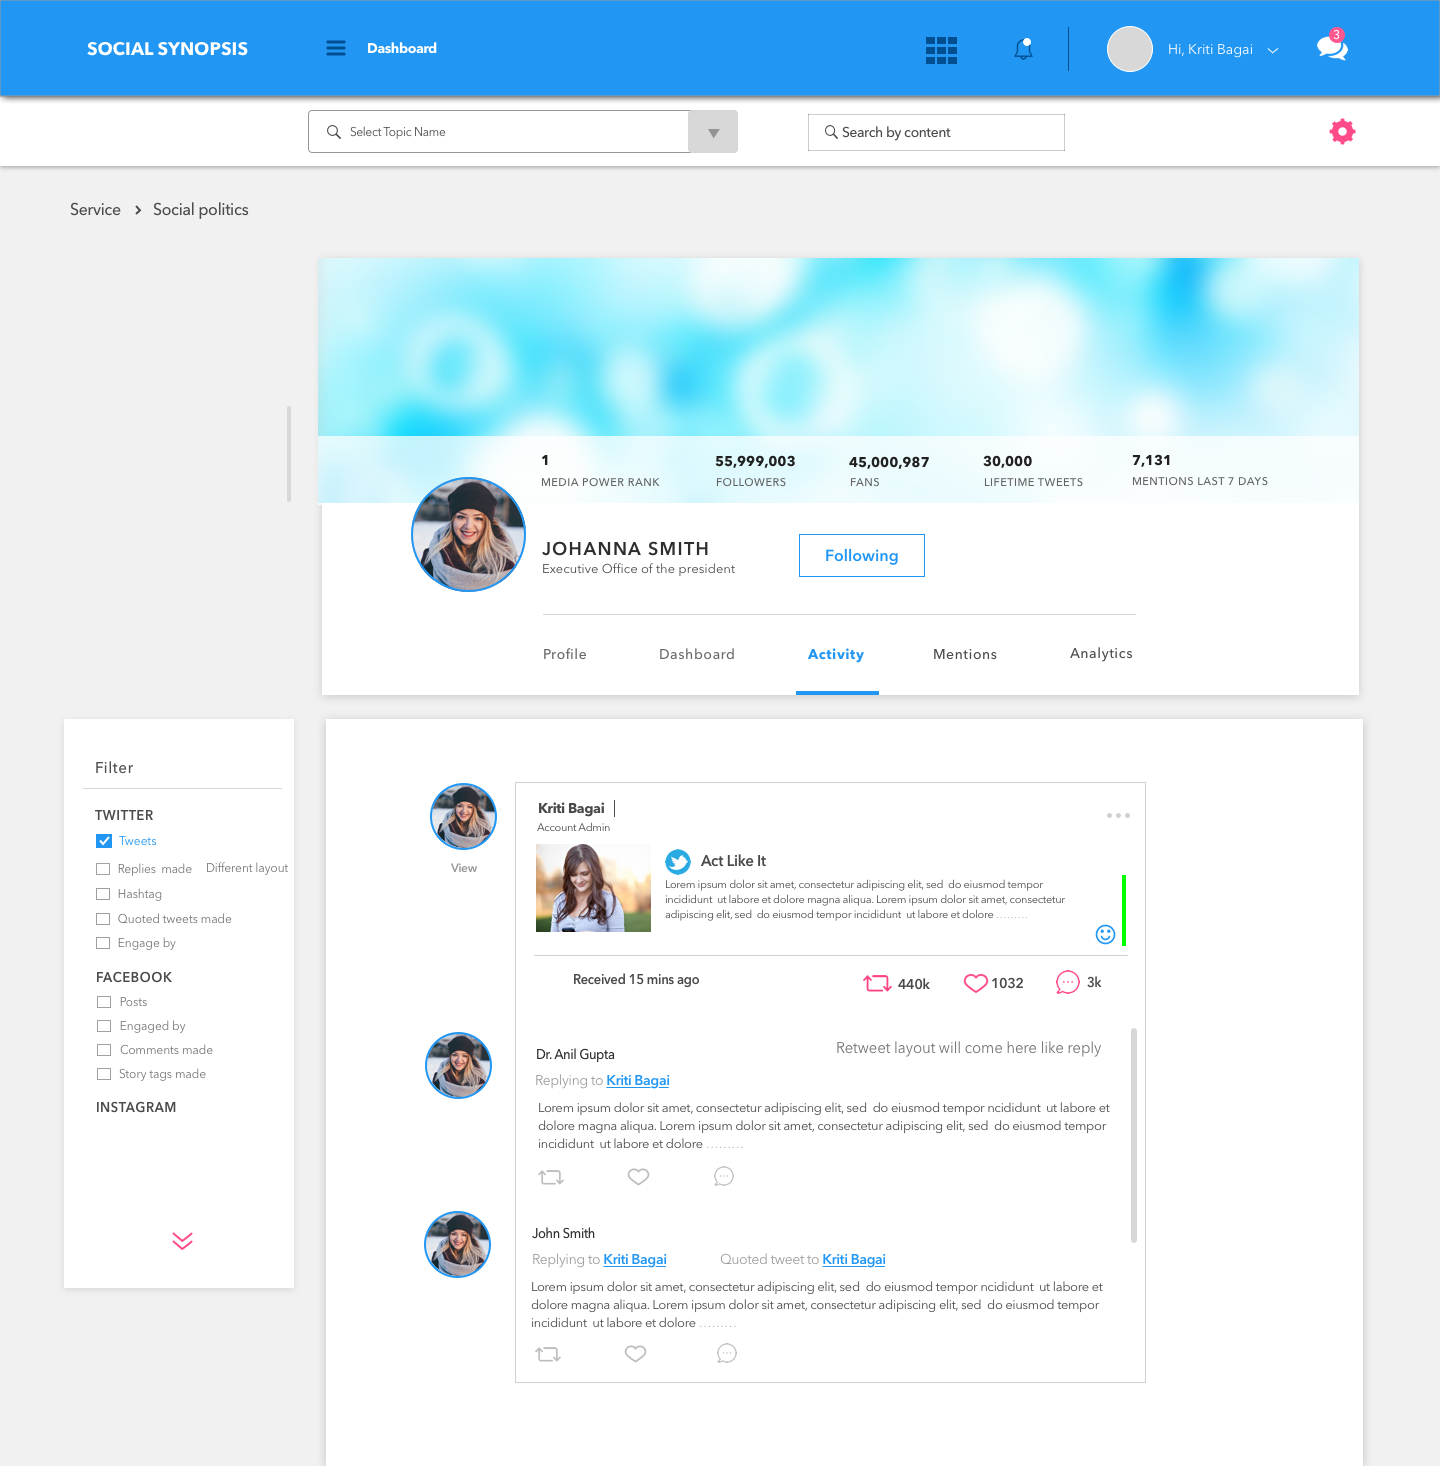 SOCIAL SYNOPSIS
Dashboard
Hi, Kriti Bagai
3
Select Topic Name
Search by content
Service > Social politics
1
MEDIA POWER RANK
55,999,003
FOLLOWERS
45,000,987
FANS
30,000
LIFETIME TWEETS
7,131
MENTIONS LAST 7 DAYS
JOHANNA SMITH
Executive Office of the president
Following
Profile
Dashboard
Activity
Mentions
Analytics
Filter
TWITTER
Tweets
Replies made
Different layout
Hashtag
Quoted tweets made
Engage by
FACEBOOK
Posts
Engaged by
Comments made
Story tags made
INSTAGRAM
View
Kriti Bagai |
Account Admin
Act Like It
Lorem ipsum dolor sit amet, consectetur adipiscing elit, sed do eiusmod tempor
incididunt ut labore et dolore magna aliqua. Lorem ipsum dolor sit amet, consectetur
adipiscing elit, sed do eiusmod tempor incididunt ut labore et dolore .........
Received 15 mins ago
440k
1032
3k
Retweet layout will come here like reply
Dr. Anil Gupta
Replying to Kriti Bagai
Lorem ipsum dolor sit amet, consectetur adipiscing elit, sed do eiusmod tempor ncididunt ut labore et
dolore magna aliqua. Lorem ipsum dolor sit amet, consectetur adipiscing elit, sed do eiusmod tempor
incididunt ut labore et dolore .........
John Smith
Replying to Kriti Bagai
Quoted tweet to Kriti Bagai
Lorem ipsum dolor sit amet, consectetur adipiscing elit, sed do eiusmod tempor ncididunt ut labore et
dolore magna aliqua. Lorem ipsum dolor sit amet, consectetur adipiscing elit, sed do eiusmod tempor
incididunt ut labore et dolore .........